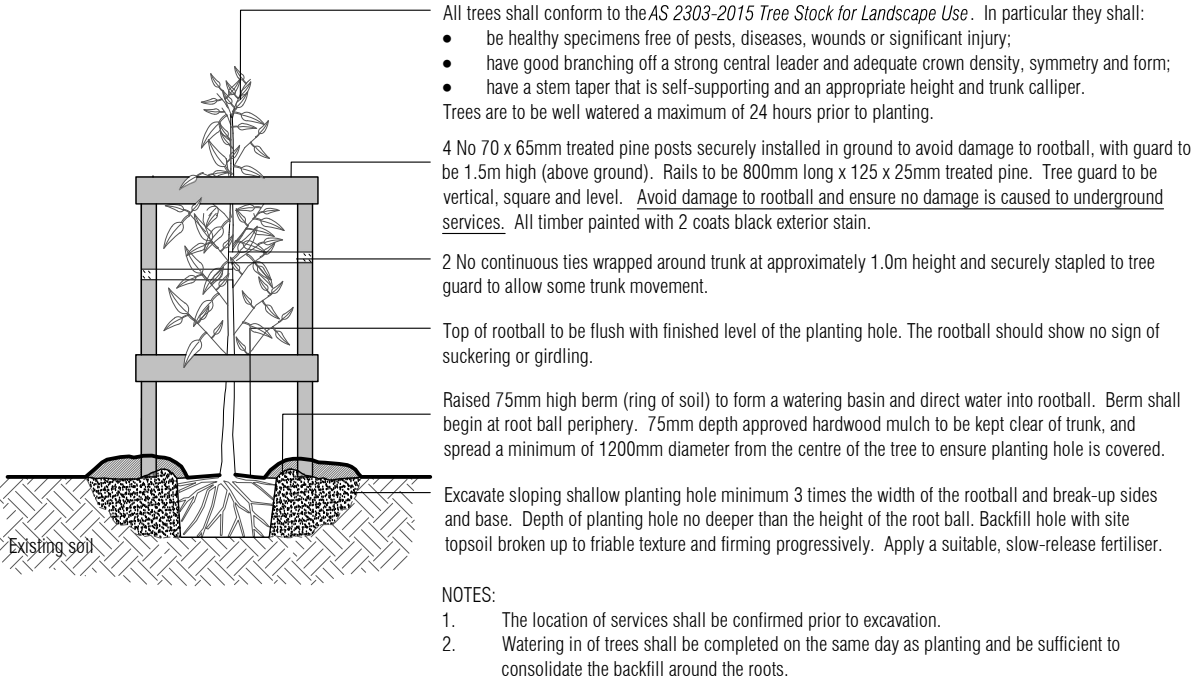 All trees shall conform to the AS 2303-2015 Tree Stock for Landscape Use. In particular they shall:
• be healthy specimens free of pests, diseases, wounds or significant injury;
• have good branching off a strong central leader and adequate crown density, symmetry and form;
• have a stem taper that is self-supporting and an appropriate height and trunk calliper.
Trees are to be well watered a maximum of 24 hours prior to planting.
4 No 70 x 65mm treated pine posts securely installed in ground to avoid damage to rootball, with guard to
be 1.5m high (above ground). Rails to be 800mm long x 125 x 25mm treated pine. Tree guard to be
vertical, square and level. Avoid damage to rootball and ensure no damage is caused to underground
services. All timber painted with 2 coats black exterior stain.
2 No continuous ties wrapped around trunk at approximately 1.0m height and securely stapled to tree
guard to allow some trunk movement.
Top of rootball to be flush with finished level of the planting hole. The rootball should show no sign of
suckering or girdling.
Raised 75mm high berm (ring of soil) to form a watering basin and direct water into rootball. Berm shall
begin at root ball periphery. 75mm depth approved hardwood mulch to be kept clear of trunk, and
spread a minimum of 1200mm diameter from the centre of the tree to ensure planting hole is covered.
Excavate sloping shallow planting hole minimum 3 times the width of the rootball and break-up sides
and base. Depth of planting hole no deeper than the height of the root ball. Backfill hole with site
topsoil broken up to friable texture and firming progressively. Apply a suitable, slow-release fertiliser.
Existing soil
NOTES:
1. The location of services shall be confirmed prior to excavation.
2. Watering in of trees shall be completed on the same day as planting and be sufficient to
consolidate the backfill around the roots.